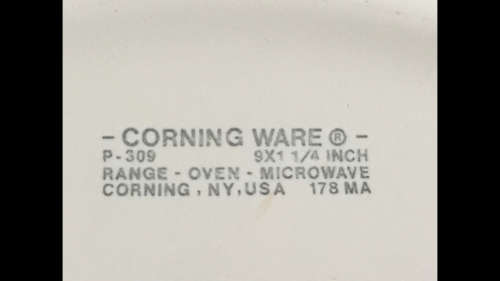 - CORNING WARE ® -
P-309 9X1 1/4 INCH
RANGE - OVEN - MICROWAVE
CORNING, NY, USA 178 MA